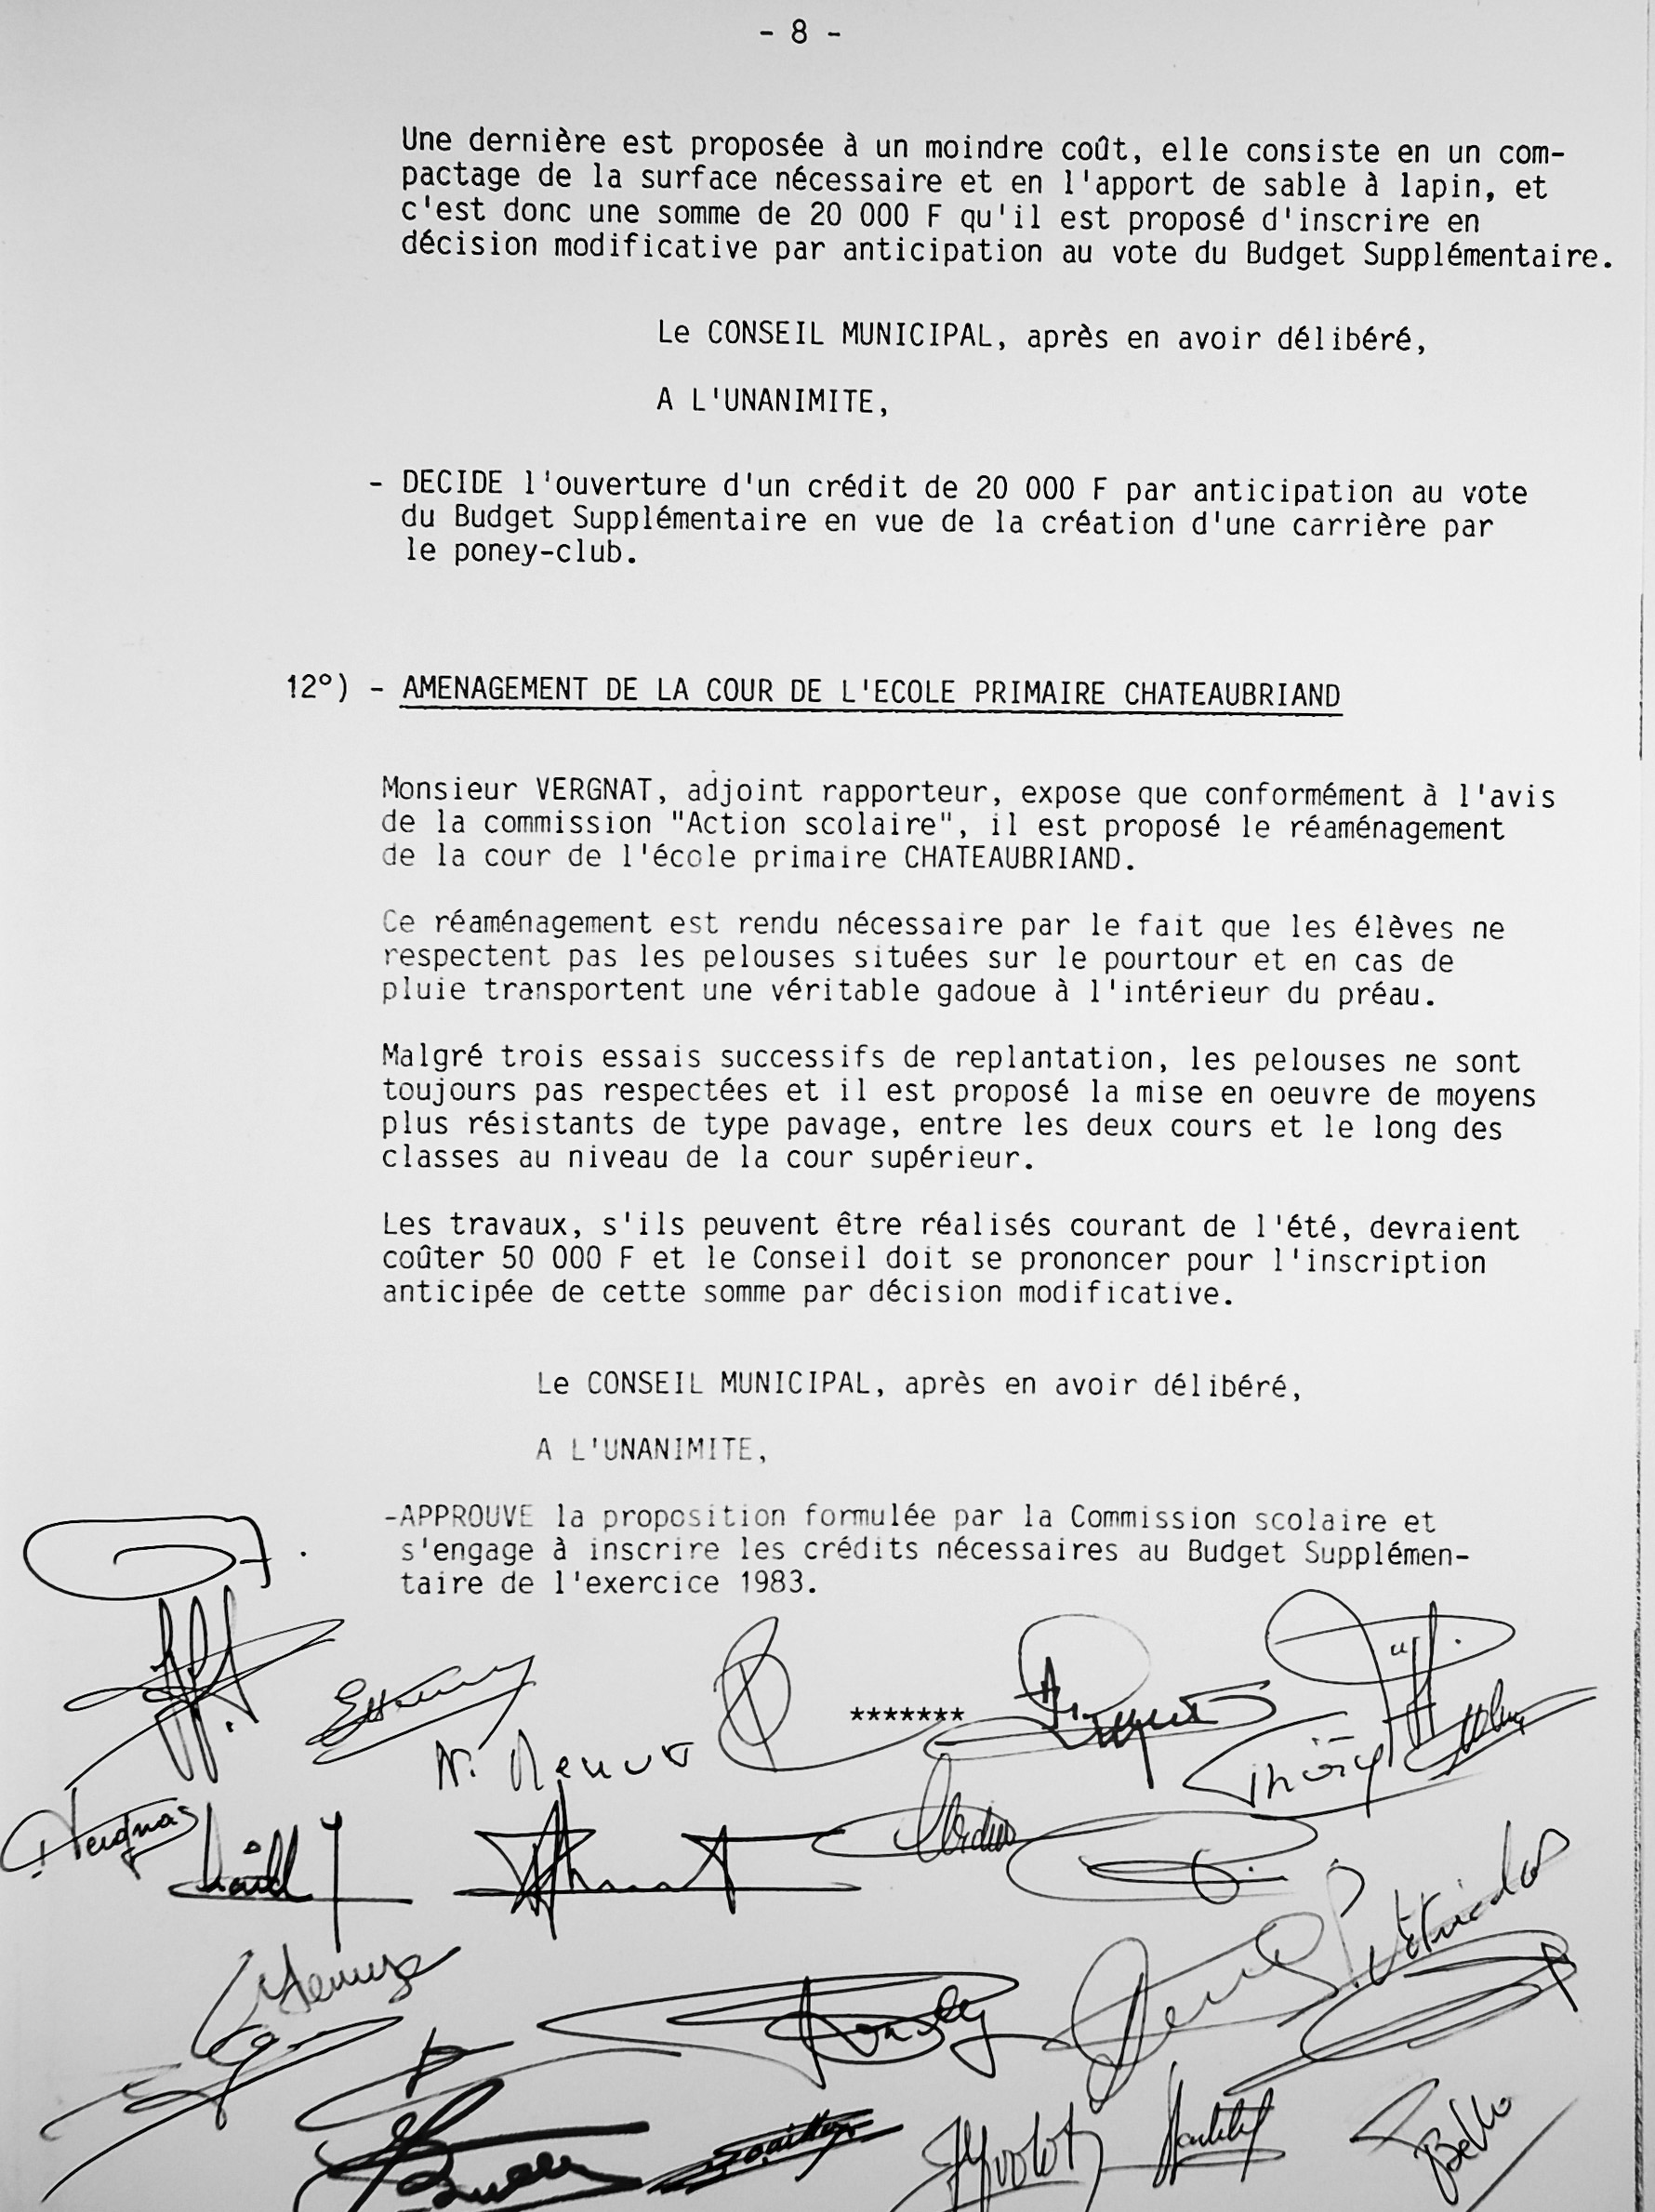 - 8 -
Une dernière est proposée à un moindre coût, elle consiste en un com-
pactage de la surface nécessaire et en l'apport de sable à lapin, et
c'est donc une somme de 20 000 F qu'il est proposé d'inscrire en
décision modificative par anticipation au vote du Budget Supplémentaire.
Le CONSEIL MUNICIPAL, après en avoir délibéré,
A L'UNANIMITE,
- DECIDE l'ouverture d'un crédit de 20 000 F par anticipation au vote
du Budget Supplémentaire en vue de la création d'une carrière par
le poney-club.
12°) - AMENAGEMENT DE LA COUR DE L'ECOLE PRIMAIRE CHATEAUBRIAND
Monsieur VERGNAT, adjoint rapporteur, expose que conformément à l'avis
de la commission "Action scolaire", il est proposé le réaménagement
de la cour de l'école primaire CHATEAUBRIAND.
Ce réaménagement est rendu nécessaire par le fait que les élèves ne
respectent pas les pelouses situées sur le pourtour et en cas de
pluie transportent une véritable gadoue à l'intérieur du préau.
Malgré trois essais successifs de replantation, les pelouses ne sont
toujours pas respectées et il est proposé la mise en oeuvre de moyens
plus résistants de type pavage, entre les deux cours et le long des
classes au niveau de la cour supérieur.
Les travaux, s'ils peuvent être réalisés courant de l'été, devraient
coûter 50 000 F et le Conseil doit se prononcer pour l'inscription
anticipée de cette somme par décision modificative.
Le CONSEIL MUNICIPAL, après en avoir délibéré,
A L'UNANIMITE,
-APPROUVE la proposition formulée par la Commission scolaire et
s'engage à inscrire les crédits nécessaires au Budget Supplémen-
taire de l'exercice 1983.
*******